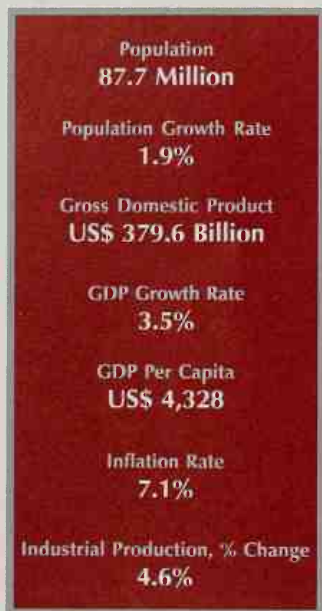 Population
87.7 Million
Population Growth Rate
1.9%
Gross Domestic Product
US$ 379.6 Billion
GDP Growth Rate
3.5%
GDP Per Capita
US$ 4,328
Inflation Rate
7.1%
Industrial Production, % Change
4.6%